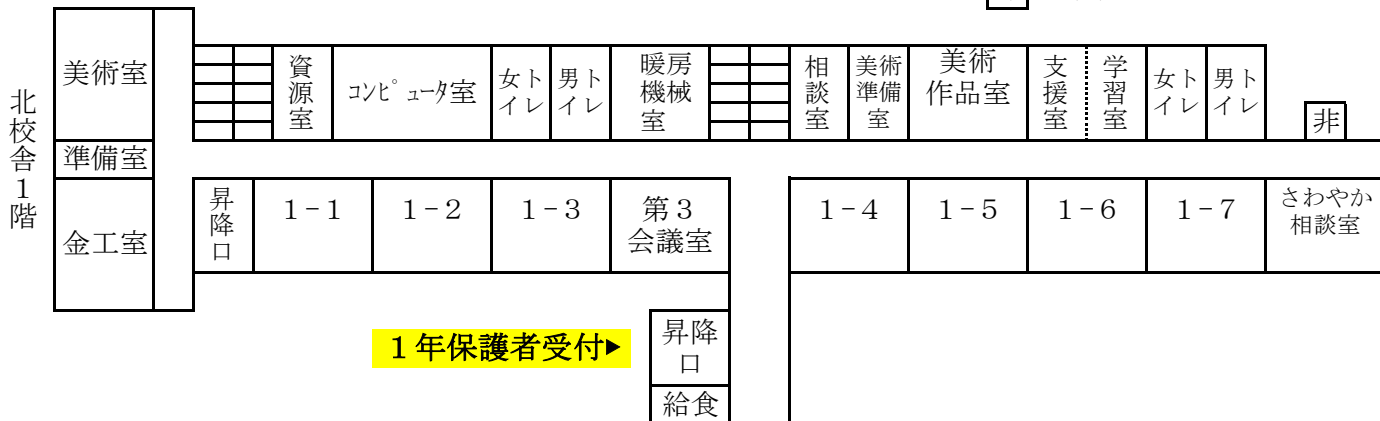 北校舎1階
美術室
準備室
金工室
資源室
コンピュータ室
女トイレ
男トイレ
暖房
機械
室
相談室
美術
準備
室
美術
作品室
支援室
学習室
女トイレ
男トイレ
非
昇降口
1-1
1-2
1-3
第3
会議室
1-4
1-5
1-6
1-7
さわやか
相談室
1年保護者受付▶
昇降
口
給食